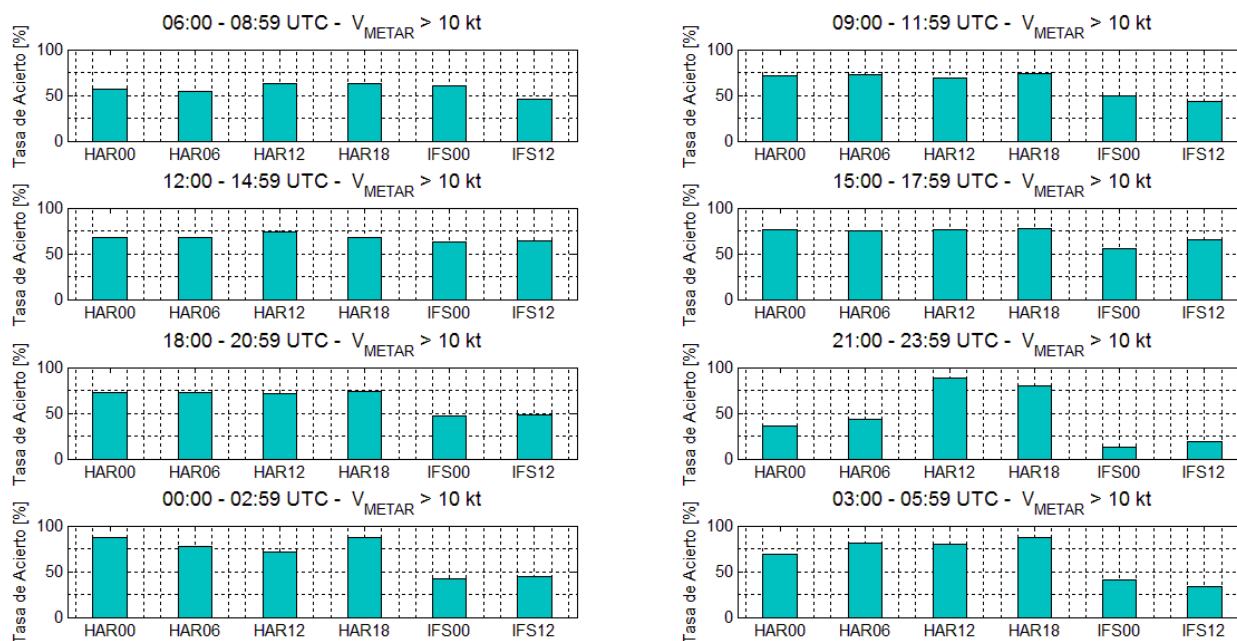 06:00 - 08:59 UTC - V_METAR > 10 kt
Tasa de Acierto [%]
100
50
0
HAR00 HAR06 HAR12 HAR18 IFS00 IFS12
09:00 - 11:59 UTC - V_METAR > 10 kt
Tasa de Acierto [%]
100
50
0
HAR00 HAR06 HAR12 HAR18 IFS00 IFS12
12:00 - 14:59 UTC - V_METAR > 10 kt
Tasa de Acierto [%]
100
50
0
HAR00 HAR06 HAR12 HAR18 IFS00 IFS12
15:00 - 17:59 UTC - V_METAR > 10 kt
Tasa de Acierto [%]
100
50
0
HAR00 HAR06 HAR12 HAR18 IFS00 IFS12
18:00 - 20:59 UTC - V_METAR > 10 kt
Tasa de Acierto [%]
100
50
0
HAR00 HAR06 HAR12 HAR18 IFS00 IFS12
21:00 - 23:59 UTC - V_METAR > 10 kt
Tasa de Acierto [%]
100
50
0
HAR00 HAR06 HAR12 HAR18 IFS00 IFS12
00:00 - 02:59 UTC - V_METAR > 10 kt
Tasa de Acierto [%]
100
50
0
HAR00 HAR06 HAR12 HAR18 IFS00 IFS12
03:00 - 05:59 UTC - V_METAR > 10 kt
Tasa de Acierto [%]
100
50
0
HAR00 HAR06 HAR12 HAR18 IFS00 IFS12